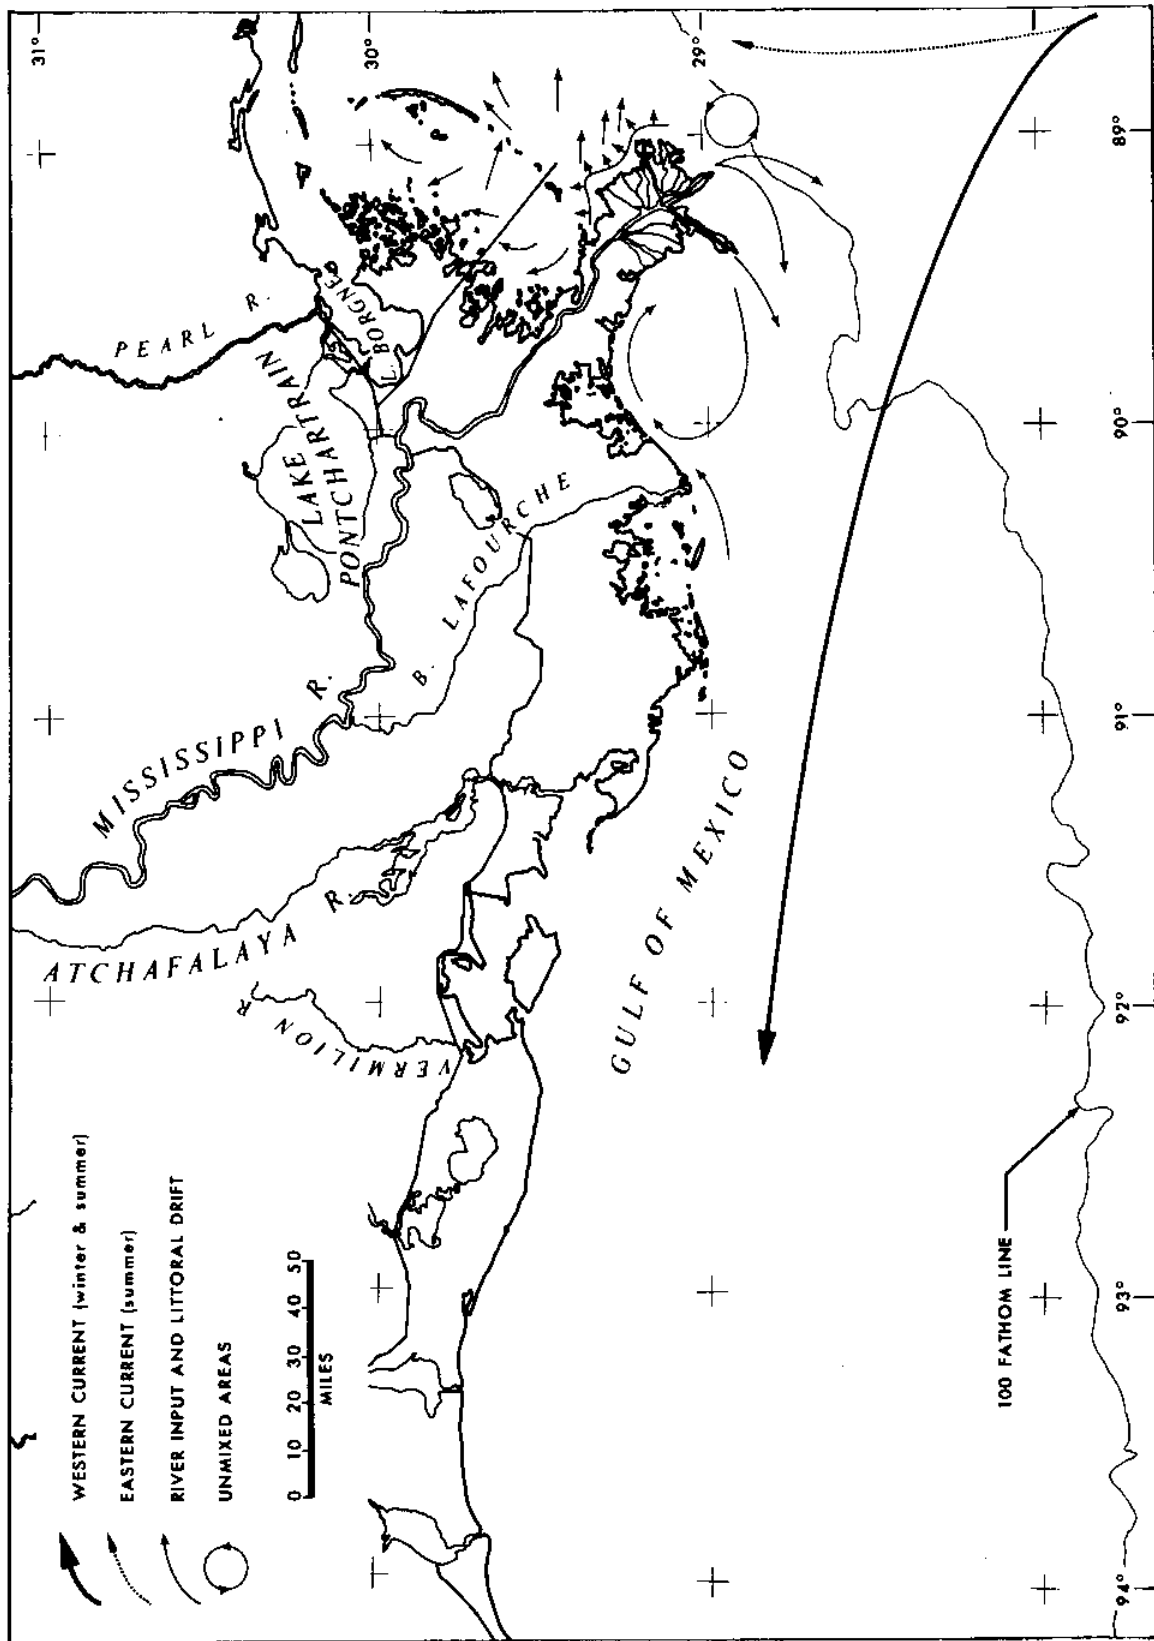 WESTERN CURRENT (winter & summer)
EASTERN CURRENT (summer)
RIVER INPUT AND LITTORAL DRIFT
UNMIXED AREAS
0 10 20 30 40 50
MILES
MISSISSIPPI R.
ATCHAFALAYA R.
VERMILION R
PEARL R.
LAKE
PONTCHARTRAIN
L. BORGNE
B. LAFOURCHE
GULF OF MEXICO
100 FATHOM LINE
31°
30°
29°
94°
93°
92°
91°
90°
89°